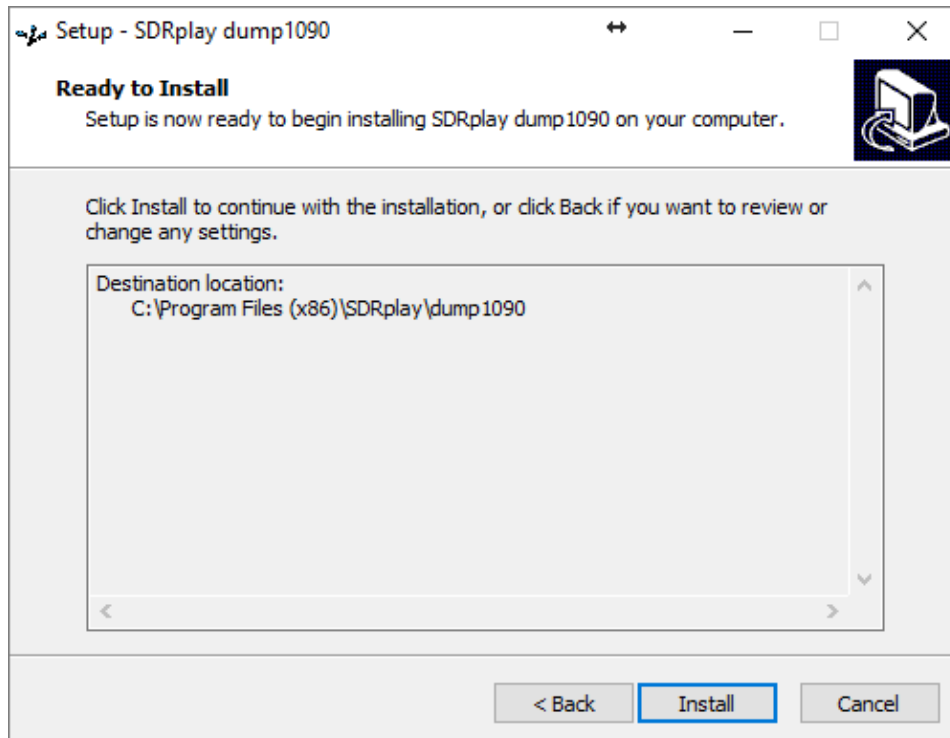 Setup - SDRplay dump1090
Ready to Install
Setup is now ready to begin installing SDRplay dump1090 on your computer.
Click Install to continue with the installation, or click Back if you want to review or
change any settings.
Destination location:
C:\Program Files (x86)\SDRplay\dump1090
< Back
Install
Cancel